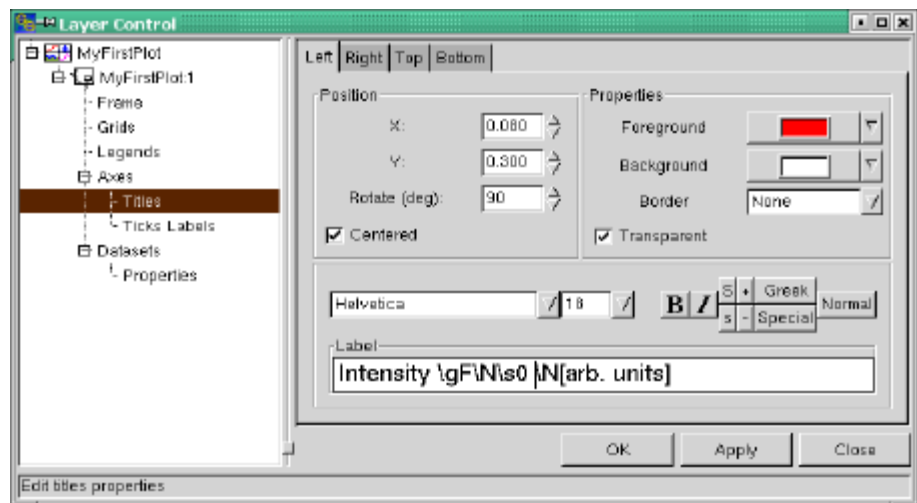 Layer Control
MyFirstPlot
MyFirstPlot:1
Frame
Grids
Legends
Axes
Titles
Ticks Labels
Datasets
Properties
Left Right Top Bottom
Position
X: 0.080
Y: 0.300
Rotate (deg): 90
Centered
Properties
Foreground
Background
Border None
Transparent
Helvetica 18 B I S + Greek Normal
s - Special
Label
Intensity \gF\N\s0 \N[arb. units]
OK Apply Close
Edit titles properties